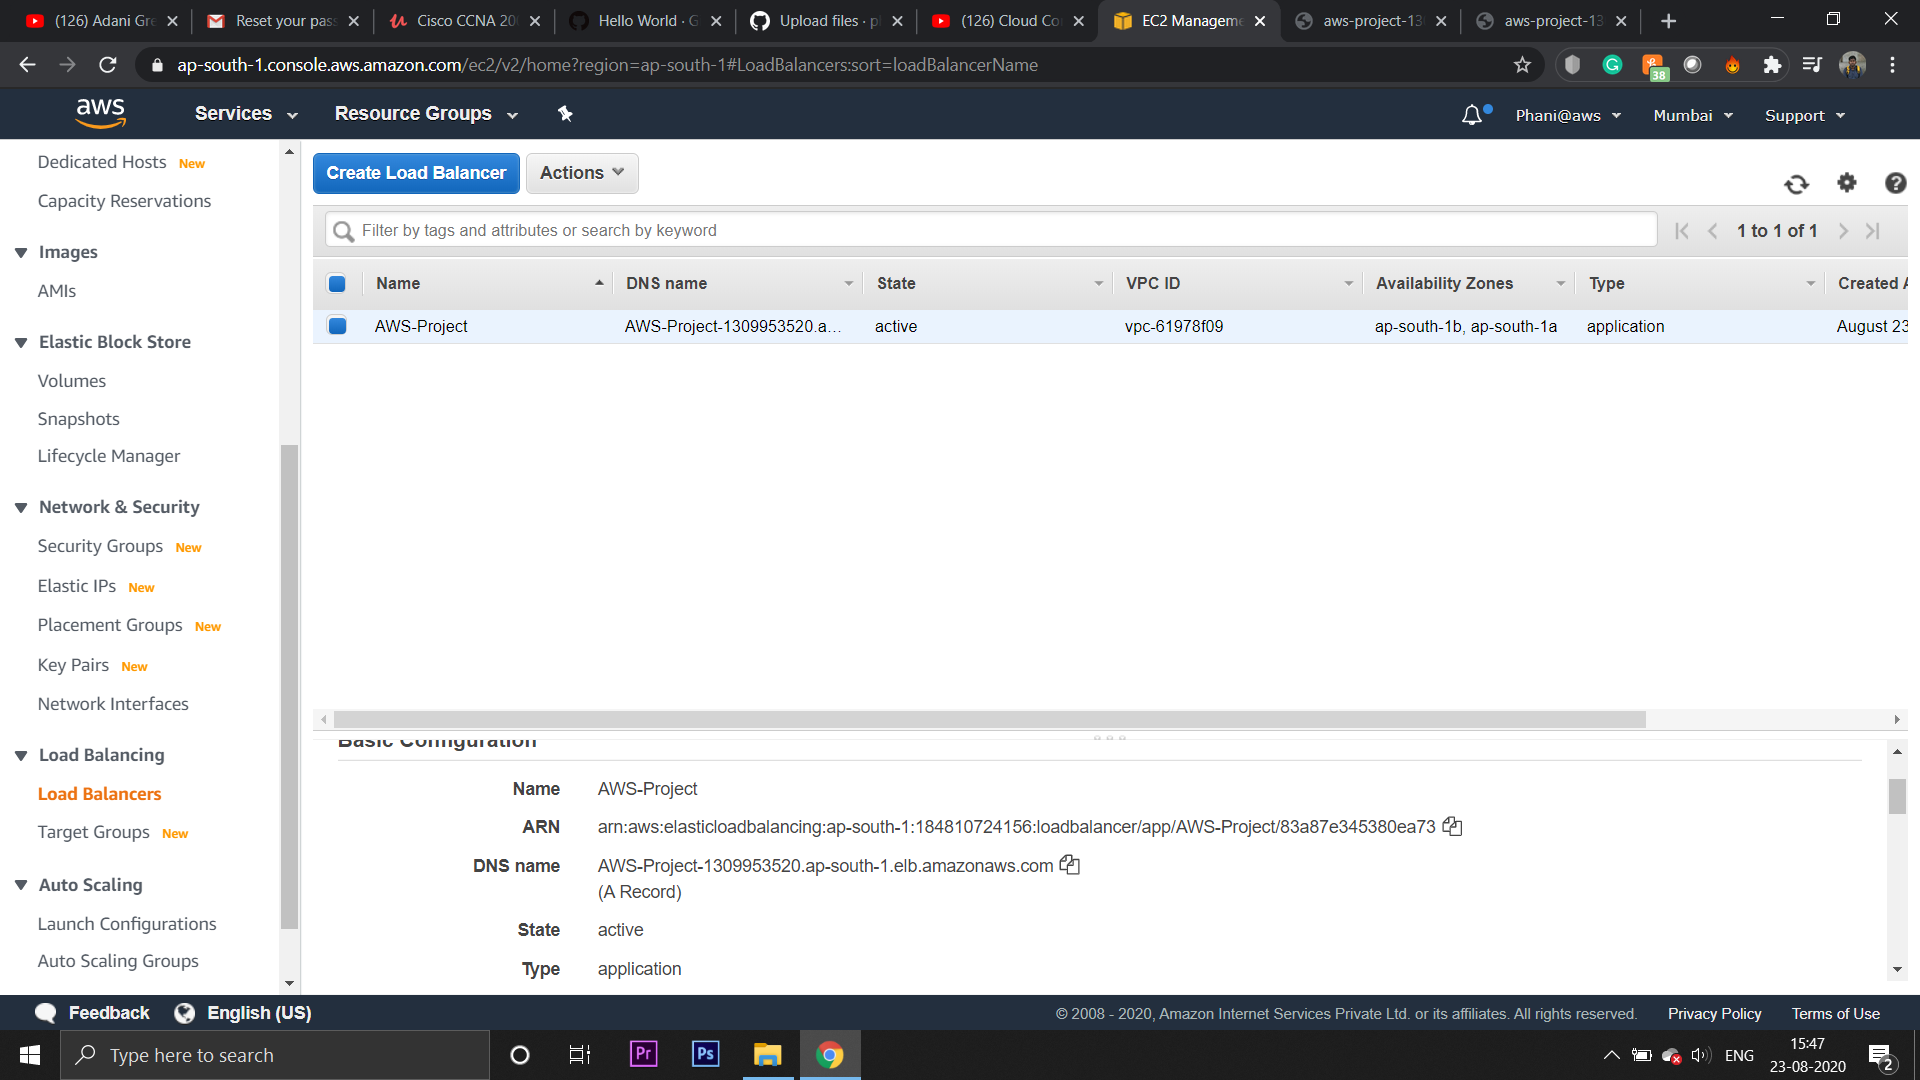 (126) Adani Gre
Reset your pass
Cisco CCNA 200
Hello World · G
Upload files · p
(126) Cloud Co
EC2 Manageme
aws-project-13
aws-project-13
ap-south-1.console.aws.amazon.com/ec2/v2/home?region=ap-south-1#LoadBalancers:sort=loadBalancerName
38
aws
Services
Resource Groups
Phani@aws
Mumbai
Support
Dedicated Hosts New
Capacity Reservations
Images
AMIs
Elastic Block Store
Volumes
Snapshots
Lifecycle Manager
Network & Security
Security Groups New
Elastic IPs New
Placement Groups New
Key Pairs New
Network Interfaces
Load Balancing
Load Balancers
Target Groups New
Auto Scaling
Launch Configurations
Auto Scaling Groups
Create Load Balancer
Actions
Filter by tags and attributes or search by keyword
1 to 1 of 1
Name DNS name State VPC ID Availability Zones Type Created A
AWS-Project AWS-Project-1309953520.a... active vpc-61978f09 ap-south-1b, ap-south-1a application August 23
Basic Configuration
Name AWS-Project
ARN arn:aws:elasticloadbalancing:ap-south-1:184810724156:loadbalancer/app/AWS-Project/83a87e345380ea73
DNS name AWS-Project-1309953520.ap-south-1.elb.amazonaws.com
(A Record)
State active
Type application
Feedback
English (US)
© 2008 - 2020, Amazon Internet Services Private Ltd. or its affiliates. All rights reserved.
Privacy Policy
Terms of Use
Type here to search
Pr
Ps
ENG
15:47
23-08-2020
2